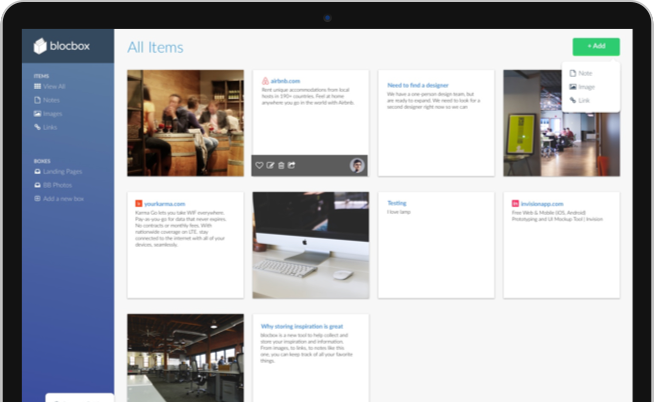 blocbox
All Items
+ Add
Note
Image
Link
ITEMS
View All
Notes
Images
Links
BOXES
Landing Pages
BB Photos
Add a new box
airbnb.com
Rent unique accommodations from local
hosts in 190+ countries. Feel at home
anywhere you go in the world with Airbnb.
Need to find a designer
We have a one-person design team, but
are ready to expand. We need to look for a
second designer right now so we can
yourkarma.com
Karma Go lets you take WiFi everywhere.
Pay as you go for data that never expires.
No contracts or monthly fees. With
nationwide coverage on LTE, stay
connected to the internet with all of your
devices, seamlessly.
Testing
I love lamp
invisionapp.com
Free Web & Mobile (iOS, Android)
Prototyping and UI Mockup Tool | InVision
Why storing inspiration is great
Blocbox is a new tool to help collect and
store your inspiration and information.
From images, to links, to notes like this
one, you can keep track of all your favorite
things.